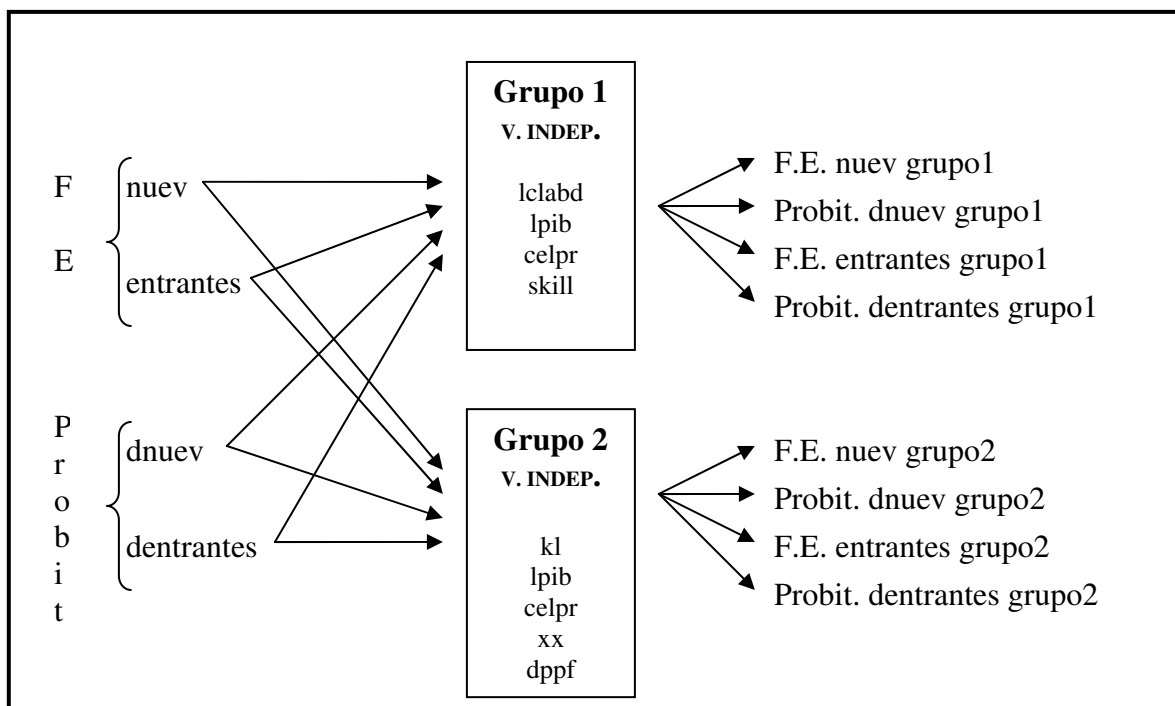 F
E
nuev
entrantes
P
r
o
b
i
t
dnuev
dentrantes
Grupo 1
V. INDEP.
lclabd
lpib
celpr
skill
Grupo 2
V. INDEP.
kl
lpib
celpr
xx
dppf
F.E. nuev grupo1
Probit. dnuev grupo1
F.E. entrantes grupo1
Probit. dentrantes grupo1
F.E. nuev grupo2
Probit. dnuev grupo2
F.E. entrantes grupo2
Probit. dentrantes grupo2